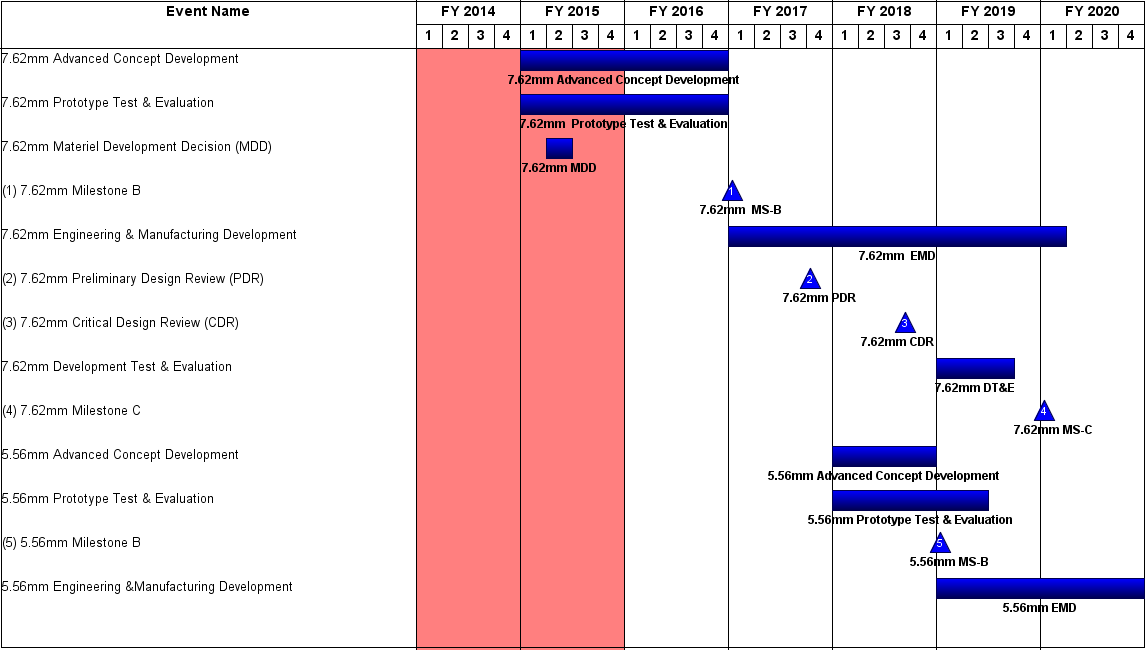 Event Name FY 2014 FY 2015 FY 2016 FY 2017 FY 2018 FY 2019 FY 2020
1 2 3 4 1 2 3 4 1 2 3 4 1 2 3 4 1 2 3 4 1 2 3 4 1 2 3 4
7.62mm Advanced Concept Development
7.62mm Advanced Concept Development
7.62mm Prototype Test & Evaluation
7.62mm Prototype Test & Evaluation
7.62mm Materiel Development Decision (MDD)
7.62mm MDD
(1) 7.62mm Milestone B 1
7.62mm MS-B
7.62mm Engineering & Manufacturing Development
7.62mm EMD
(2) 7.62mm Preliminary Design Review (PDR) 2
7.62mm PDR
(3) 7.62mm Critical Design Review (CDR) 3
7.62mm CDR
7.62mm Development Test & Evaluation
7.62mm DT&E
(4) 7.62mm Milestone C 4
7.62mm MS-C
5.56mm Advanced Concept Development
5.56mm Advanced Concept Development
5.56mm Prototype Test & Evaluation
5.56mm Prototype Test & Evaluation
(5) 5.56mm Milestone B 5
5.56mm MS-B
5.56mm Engineering &Manufacturing Development
5.56mm EMD